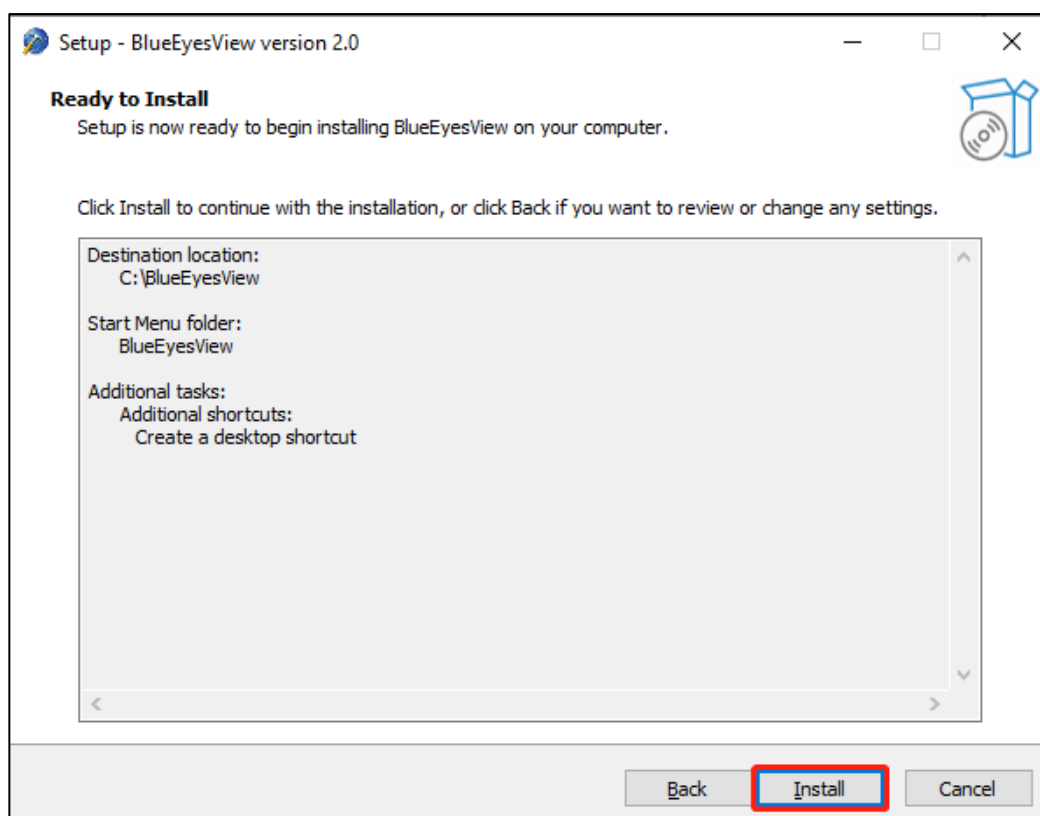 Setup - BlueEyesView version 2.0
Ready to Install
Setup is now ready to begin installing BlueEyesView on your computer.
Click Install to continue with the installation, or click Back if you want to review or change any settings.
Destination location:
C:\BlueEyesView
Start Menu folder:
BlueEyesView
Additional tasks:
Additional shortcuts:
Create a desktop shortcut
Back
Install
Cancel